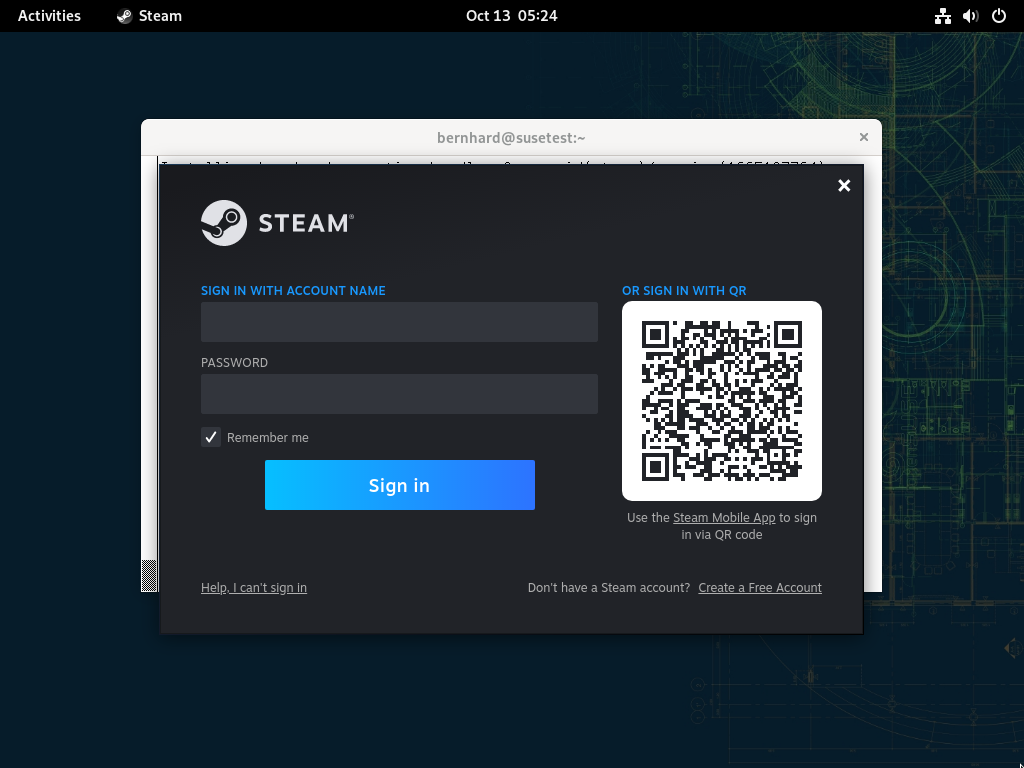 Activities
Steam
Oct 13 05:24
bernhard@susetest:~
STEAM®
SIGN IN WITH ACCOUNT NAME
OR SIGN IN WITH QR
PASSWORD
Remember me
Sign in
Use the Steam Mobile App to sign
in via QR code
Help, I can't sign in
Don't have a Steam account? Create a Free Account